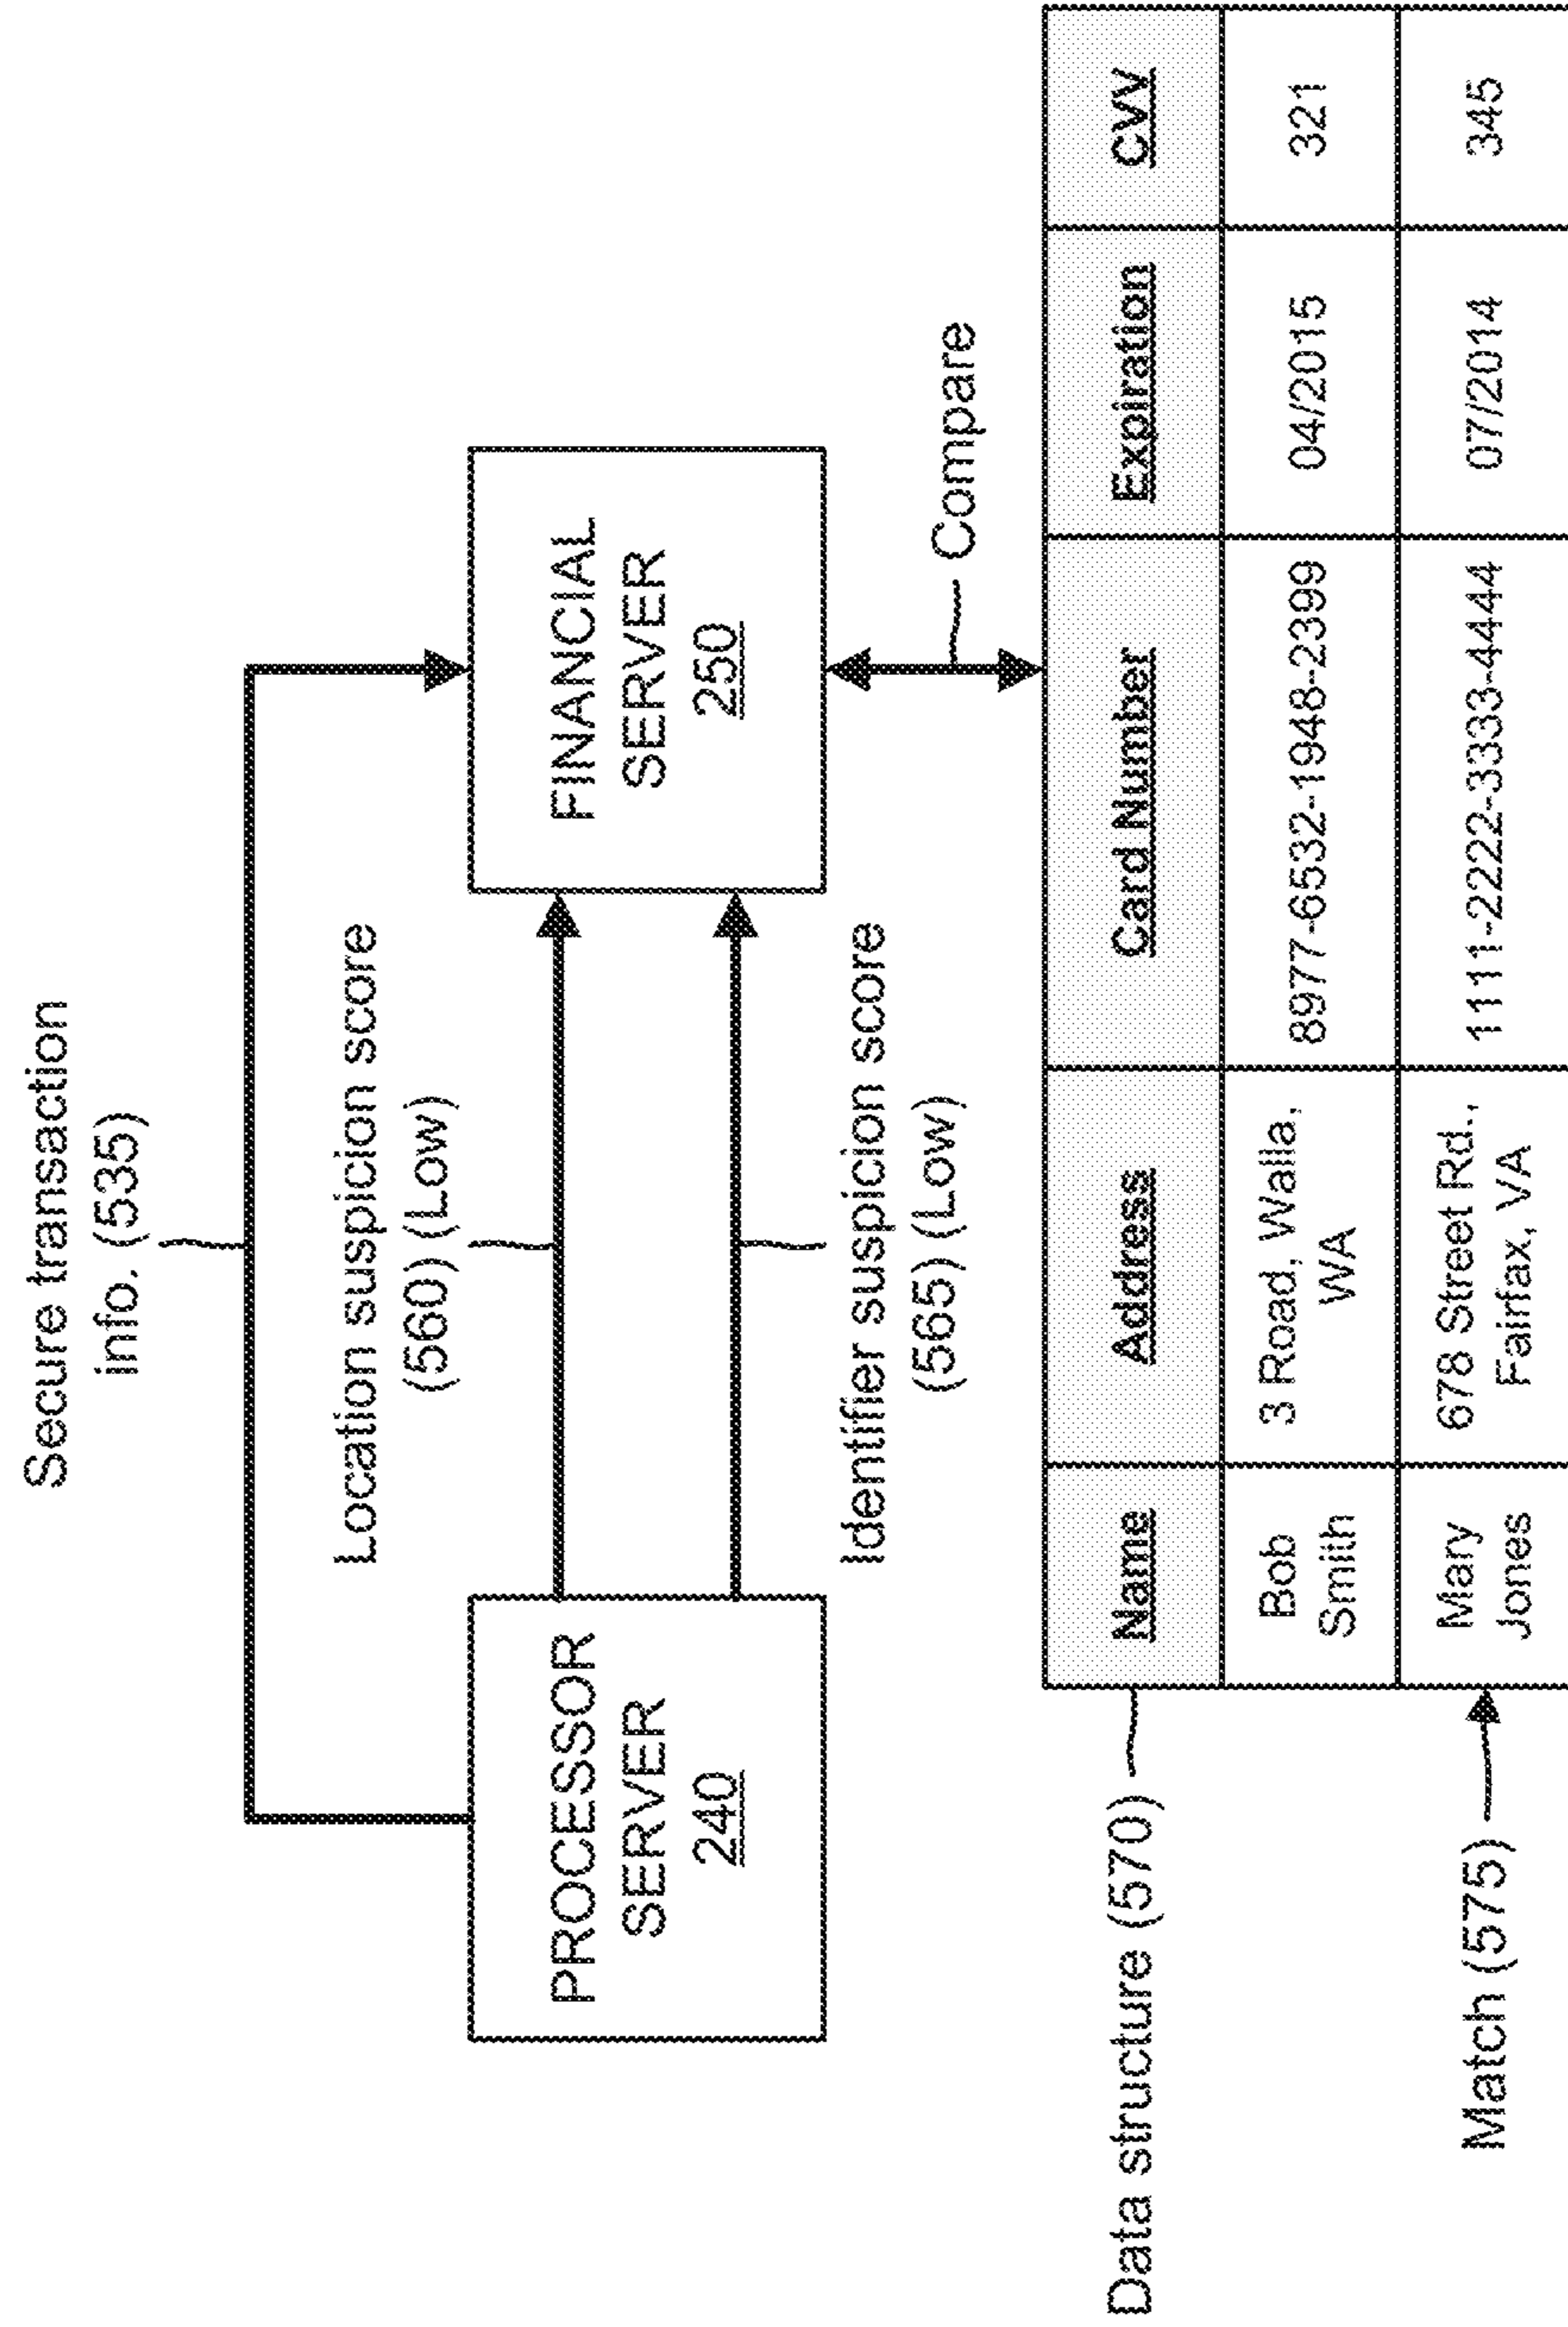 Secure transaction
info. (535)
Location suspicion score
(560) (Low)
PROCESSOR
SERVER
240
FINANCIAL
SERVER
250
Identifier suspicion score
(565) (Low)
Compare
Data structure (570)
Name
Address
Card Number
Expiration
CVV
Bob
Smith
3 Road, Walla,
WA
8977-6532-1948-2399
04/2015
321
Match (575)
Mary
Jones
678 Street Rd.,
Fairfax, VA
1111-2222-3333-4444
07/2014
345